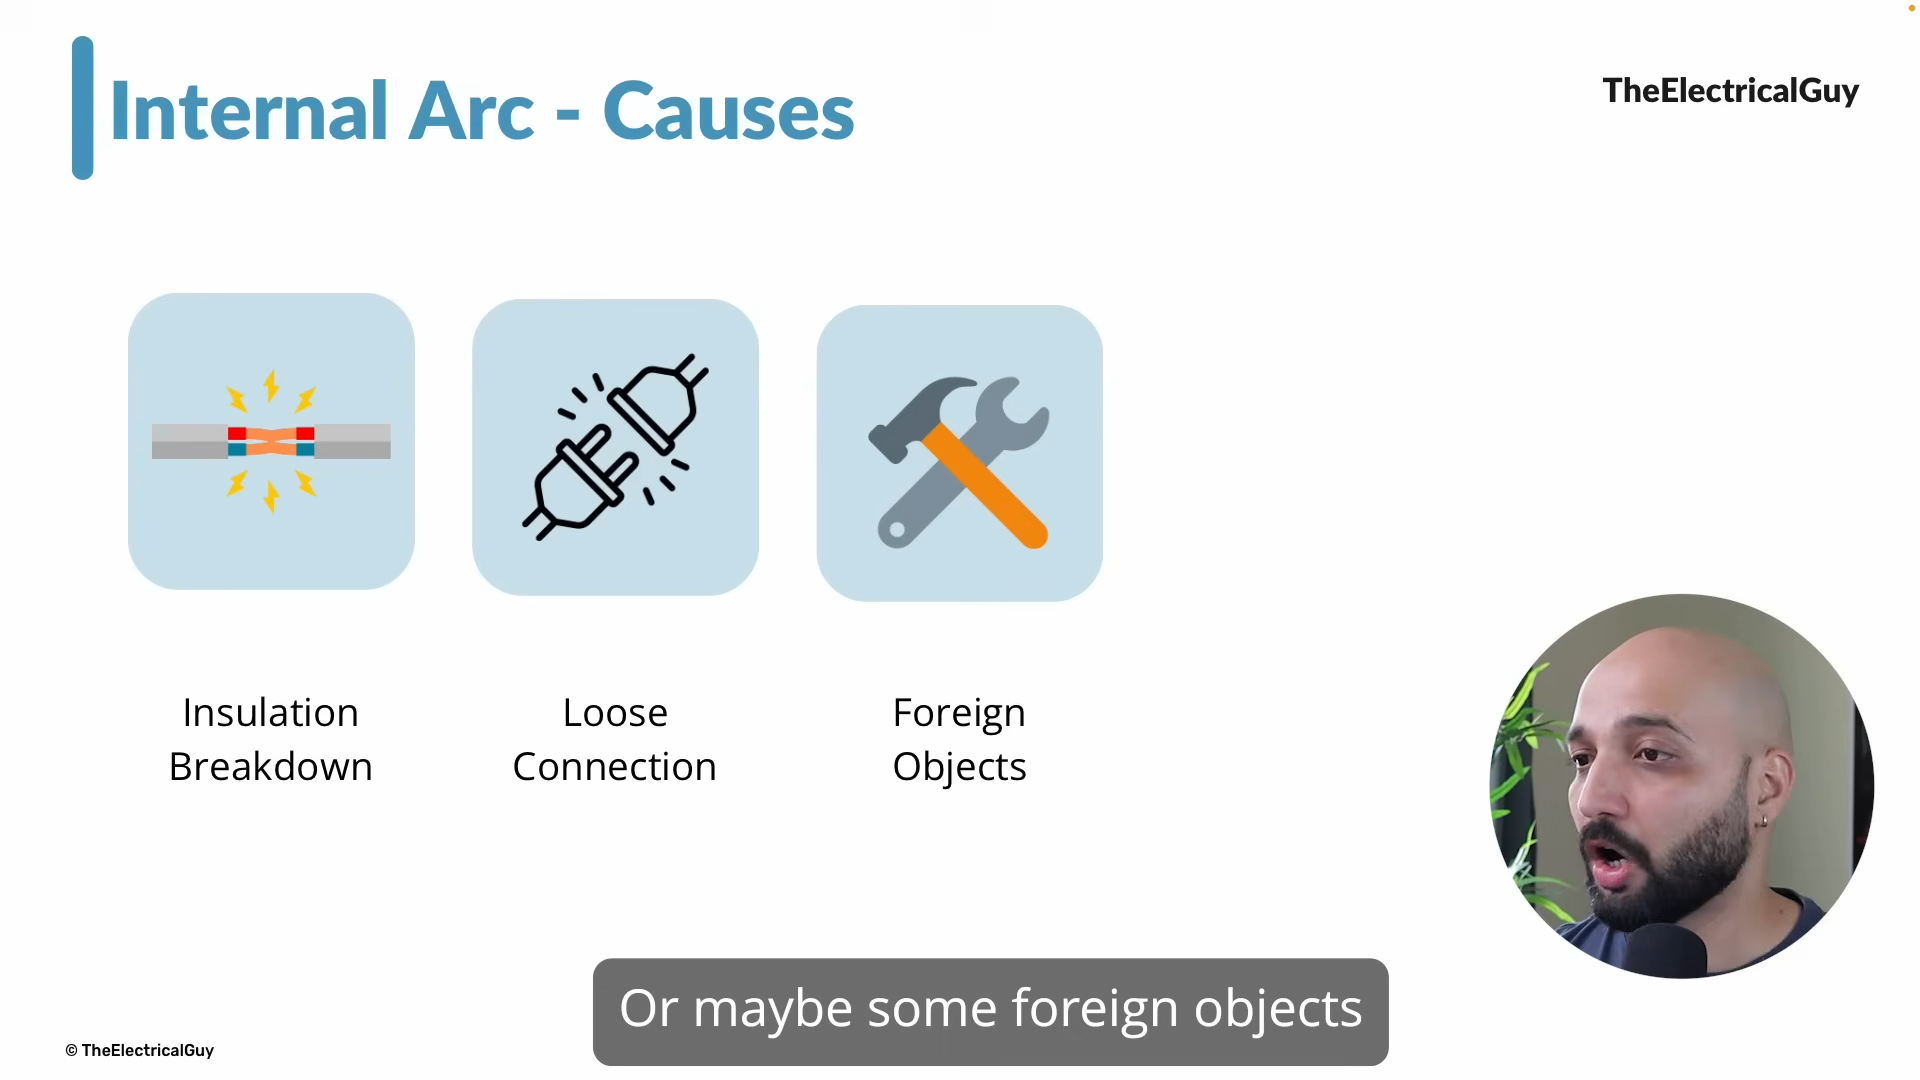 Internal Arc - Causes
TheElectricalGuy
Insulation
Breakdown
Loose
Connection
Foreign
Objects
Or maybe some foreign objects
© TheElectricalGuy